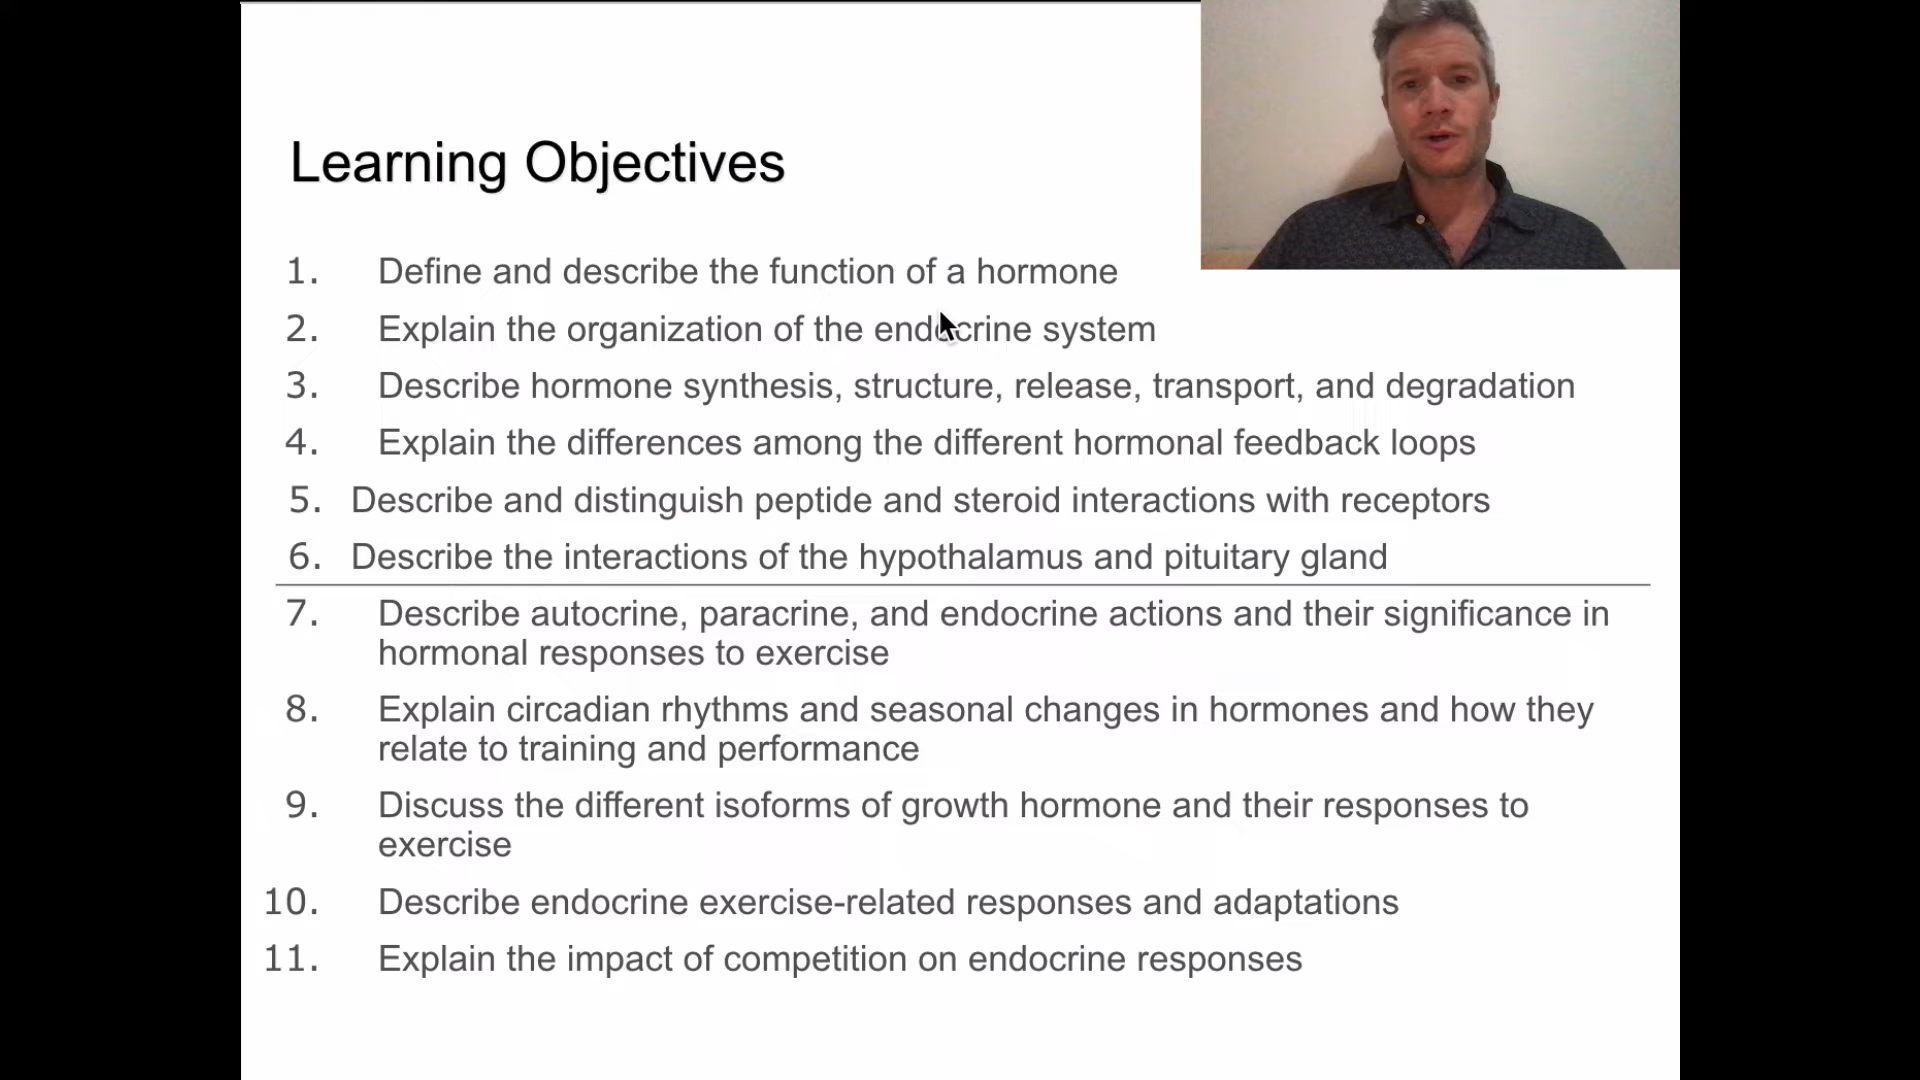 Learning Objectives
1. Define and describe the function of a hormone
2. Explain the organization of the endocrine system
3. Describe hormone synthesis, structure, release, transport, and degradation
4. Explain the differences among the different hormonal feedback loops
5. Describe and distinguish peptide and steroid interactions with receptors
6. Describe the interactions of the hypothalamus and pituitary gland
7. Describe autocrine, paracrine, and endocrine actions and their significance in
hormonal responses to exercise
8. Explain circadian rhythms and seasonal changes in hormones and how they
relate to training and performance
9. Discuss the different isoforms of growth hormone and their responses to
exercise
10. Describe endocrine exercise-related responses and adaptations
11. Explain the impact of competition on endocrine responses